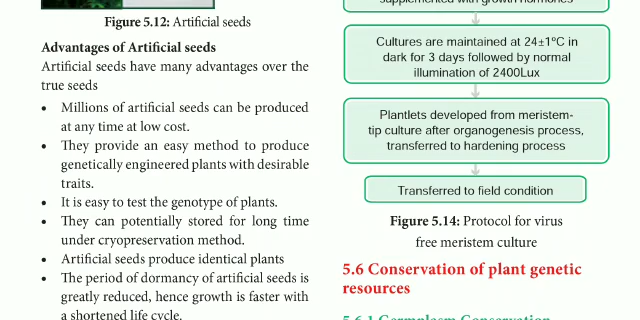 Figure 5.12: Artificial seeds
Advantages of Artificial seeds
Artificial seeds have many advantages over the
true seeds
• Millions of artificial seeds can be produced
at any time at low cost.
• They provide an easy method to produce
genetically engineered plants with desirable
traits.
• It is easy to test the genotype of plants.
• They can potentially stored for long time
under cryopreservation method.
• Artificial seeds produce identical plants
• The period of dormancy of artificial seeds is
greatly reduced, hence growth is faster with
a shortened life cycle.
supplemented with growth hormones
Cultures are maintained at 24±1°C in
dark for 3 days followed by normal
illumination of 2400Lux
Plantlets developed from meristem-
tip culture after organogenesis process,
transferred to hardening process
Transferred to field condition
Figure 5.14: Protocol for virus
free meristem culture
5.6 Conservation of plant genetic
resources
5.6.1 Germplasm Conservation